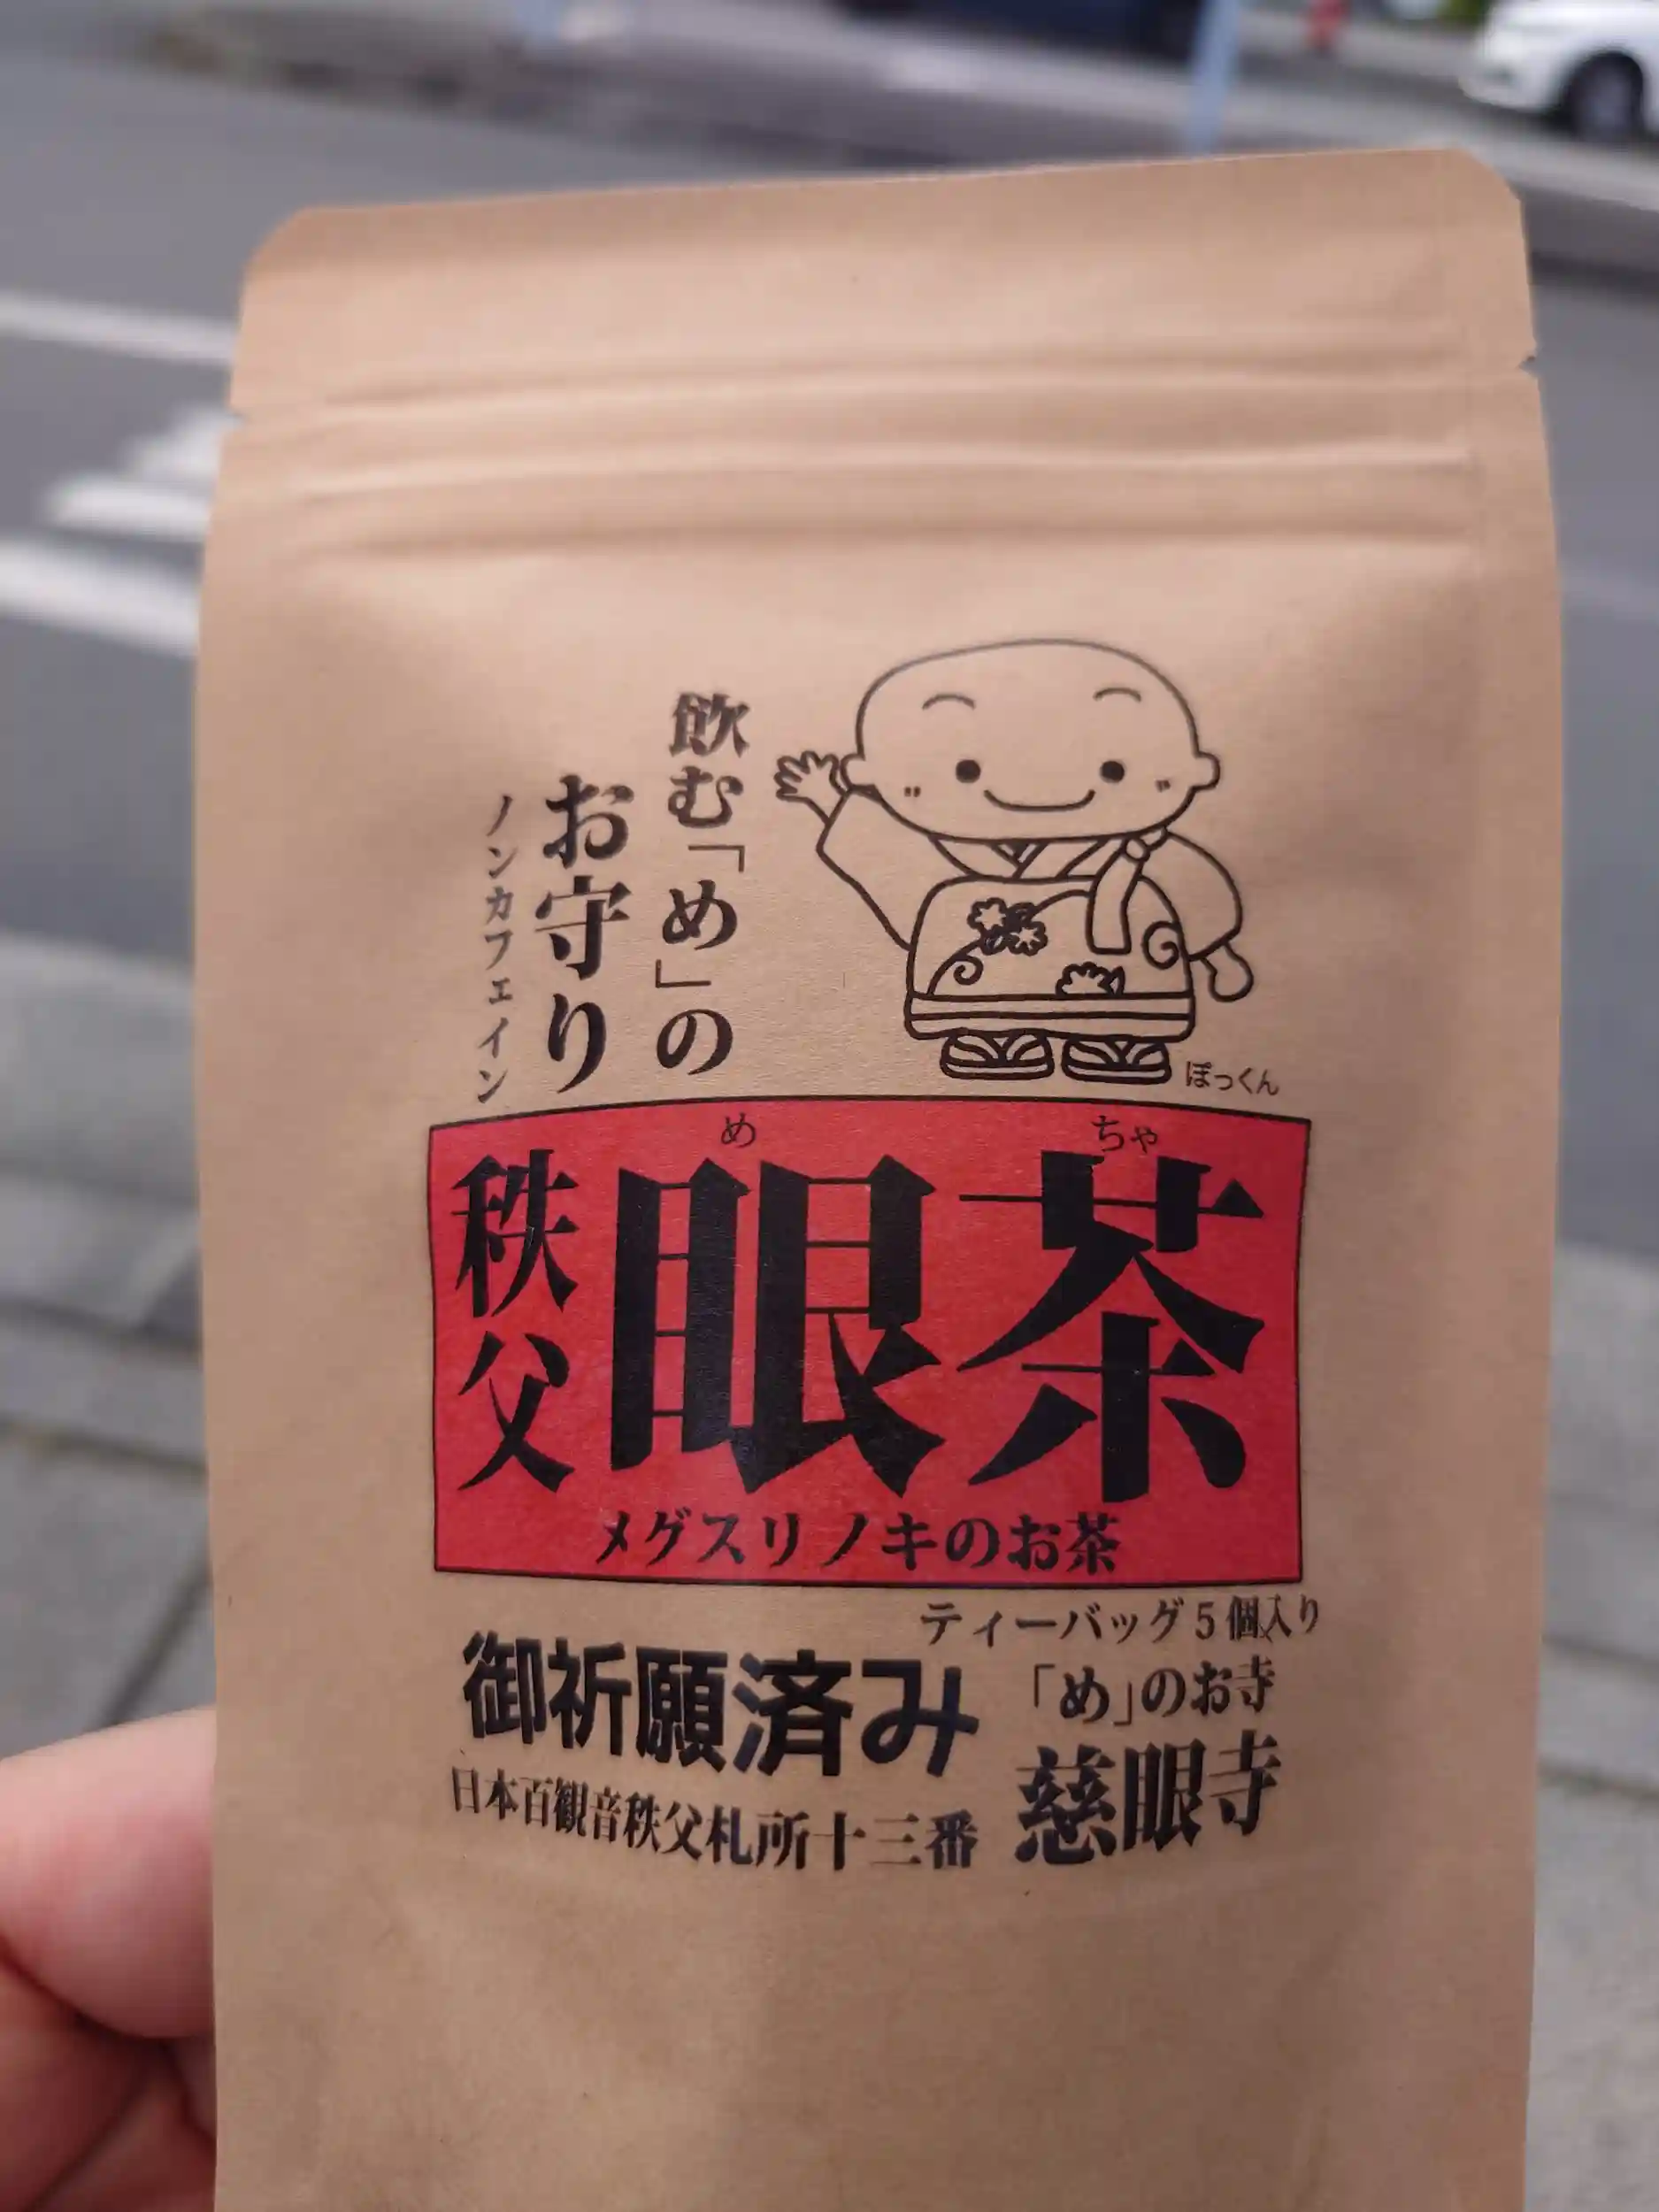 飲む「め」の
お守り
ノンカフェイン
ぽっくん
め ちゃ
秩父
眼茶
メグスリノキのお茶
ティーバッグ5個入り
御祈願済み
「め」のお寺
慈眼寺
日本百観音秩父札所十三番